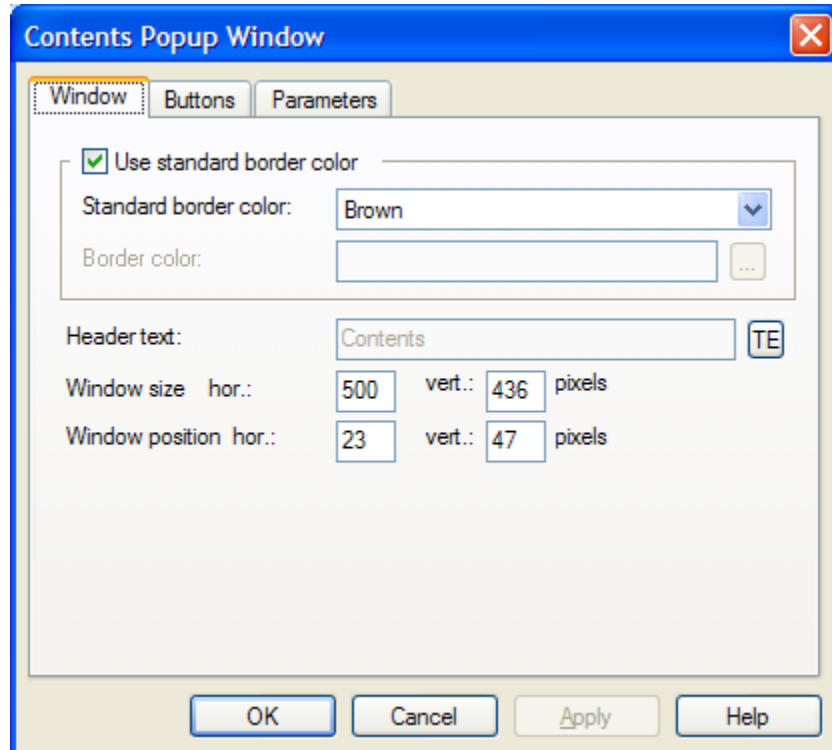 Contents Popup Window
Window Buttons Parameters
Use standard border color
Standard border color: Brown
Border color: ...
Header text: Contents TE
Window size hor.: 500 vert.: 436 pixels
Window position hor.: 23 vert.: 47 pixels
OK Cancel Apply Help